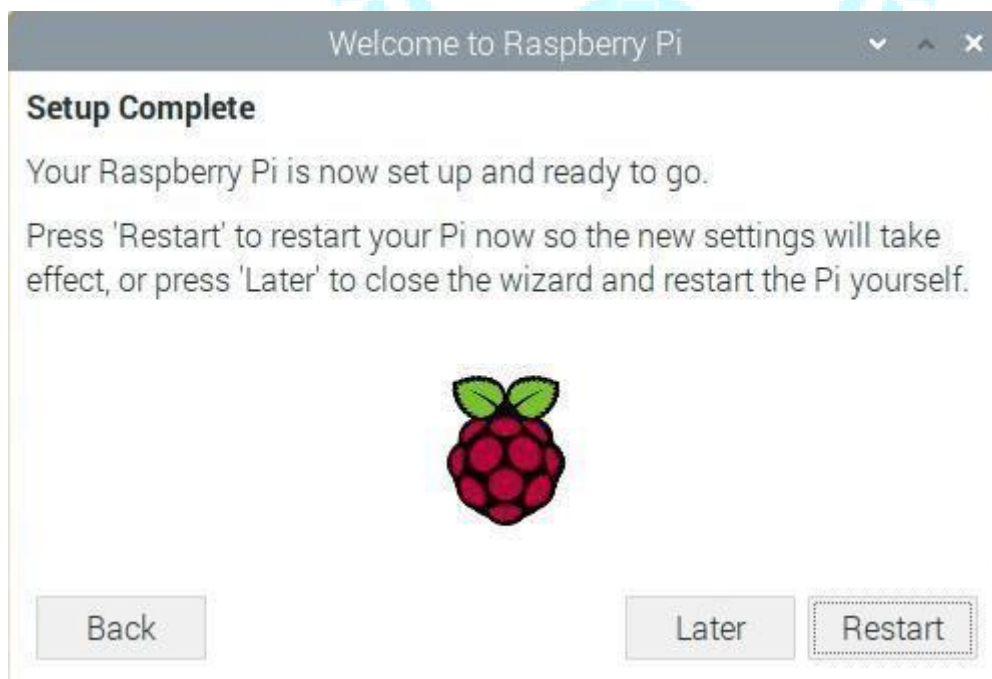 Welcome to Raspberry Pi
Setup Complete
Your Raspberry Pi is now set up and ready to go.
Press 'Restart' to restart your Pi now so the new settings will take
effect, or press 'Later' to close the wizard and restart the Pi yourself.
Back
Later
Restart